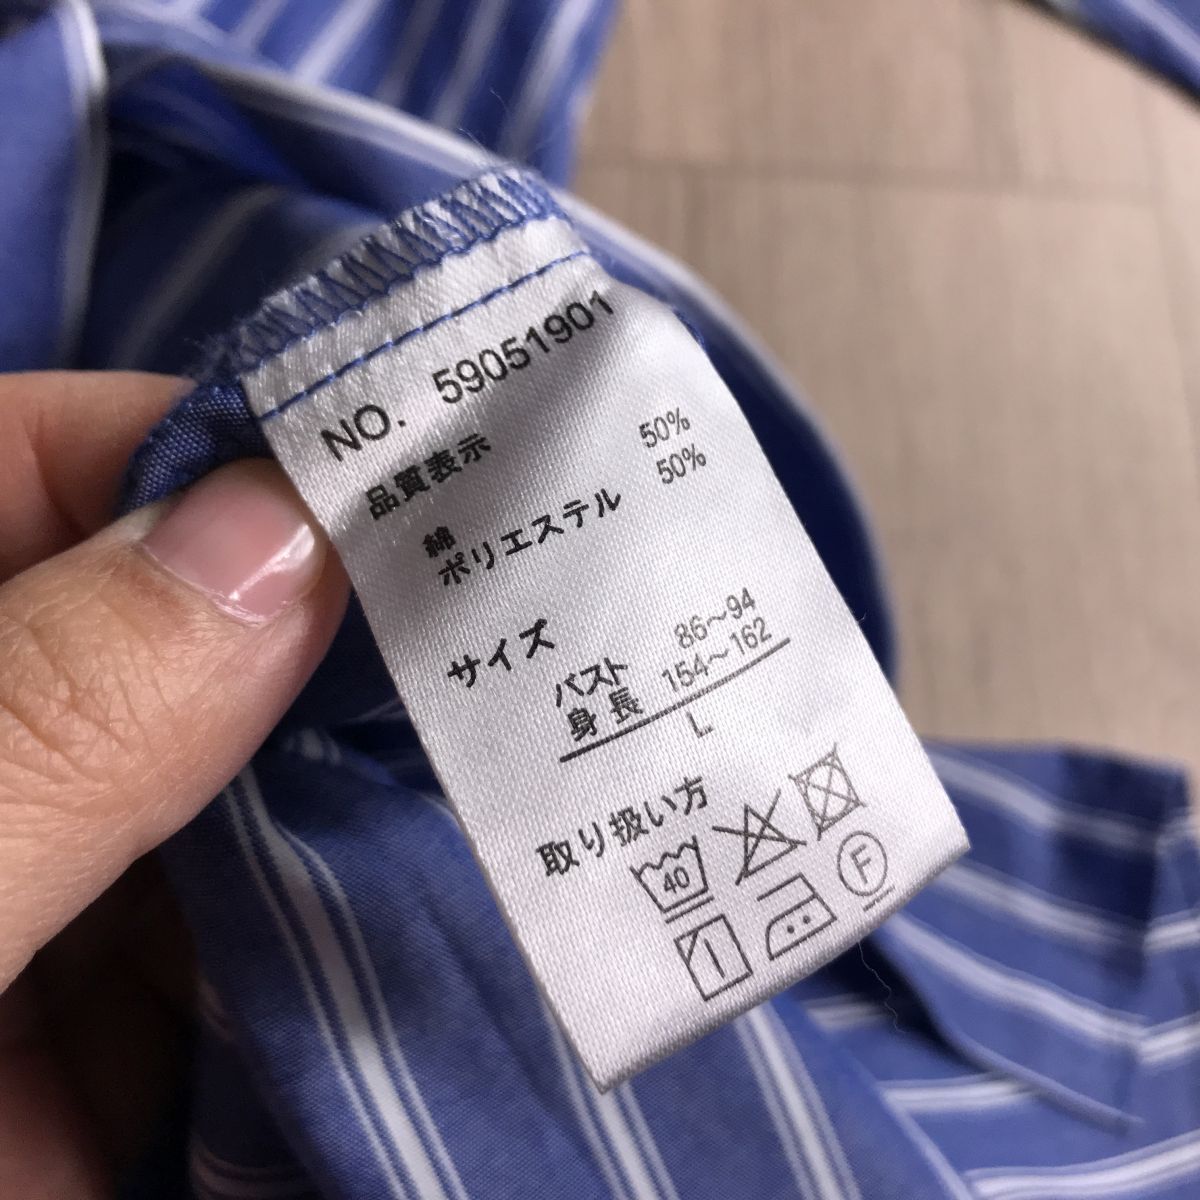 NO. 59051901
品質表示
綿 50%
ポリエステル 50%
サイズ
バスト 86～94
身長 154～162
L
取り扱い方
40
F